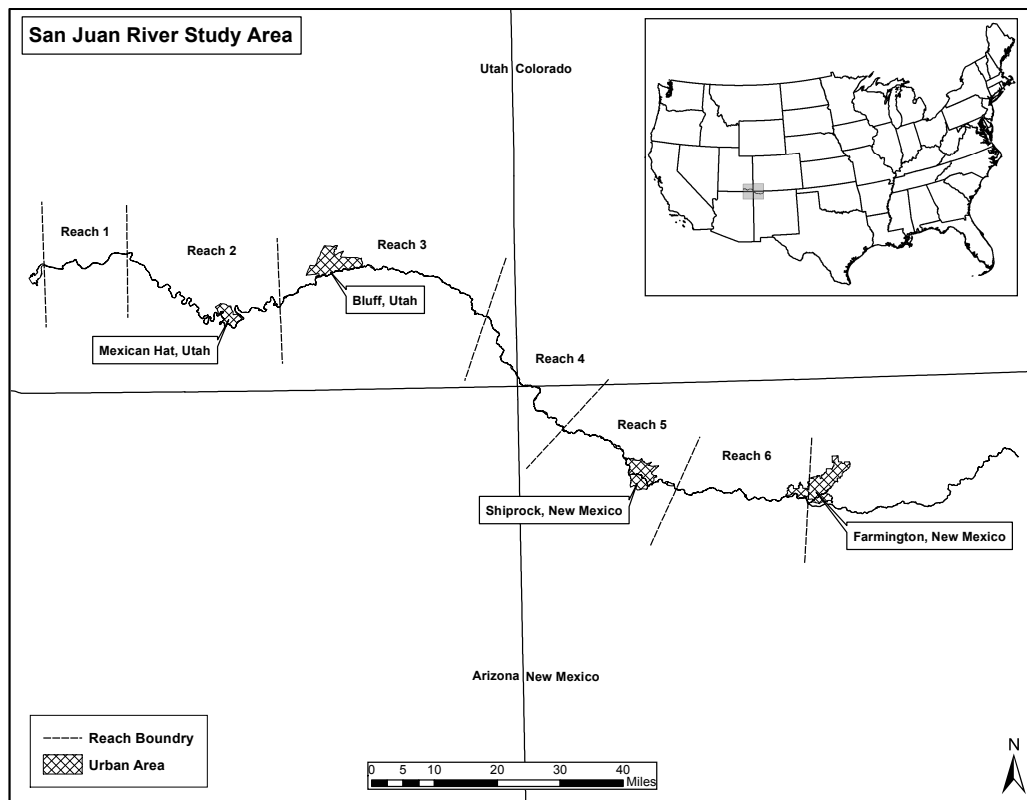 San Juan River Study Area
Utah Colorado
Reach 1
Reach 2
Reach 3
Bluff, Utah
Mexican Hat, Utah
Reach 4
Reach 5
Reach 6
Shiprock, New Mexico
Farmington, New Mexico
Arizona New Mexico
Reach Boundry
Urban Area
0 5 10 20 30 40
Miles
N